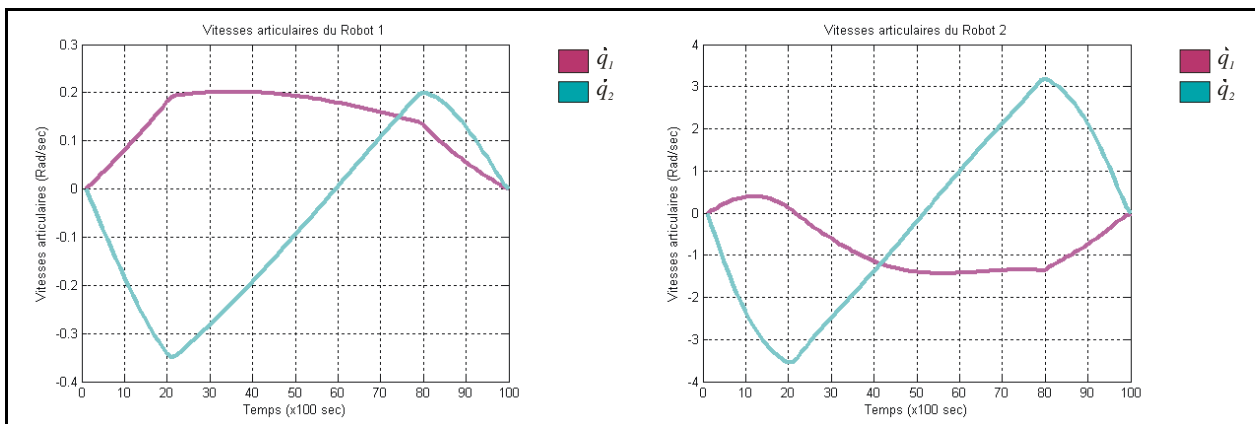 Vitesses articulaires du Robot 1
Vitesses articulaires (Rad/sec)
0.3
0.2
0.1
0
-0.1
-0.2
-0.3
-0.4
0 10 20 30 40 50 60 70 80 90 100
Temps (x100 sec)
q̇₁
q̇₂
Vitesses articulaires du Robot 2
Vitesses articulaires (Rad/sec)
4
3
2
1
0
-1
-2
-3
-4
0 10 20 30 40 50 60 70 80 90 100
Temps (x100 sec)
q̇₁
q̇₂